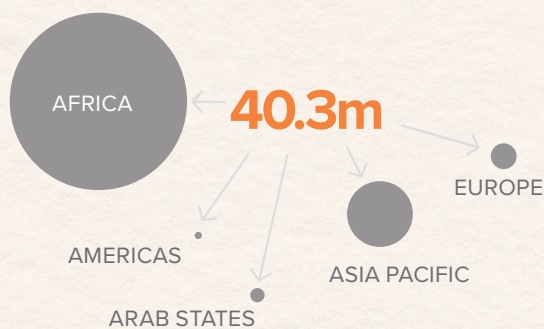 AFRICA
40.3m
EUROPE
AMERICAS
ASIA PACIFIC
ARAB STATES